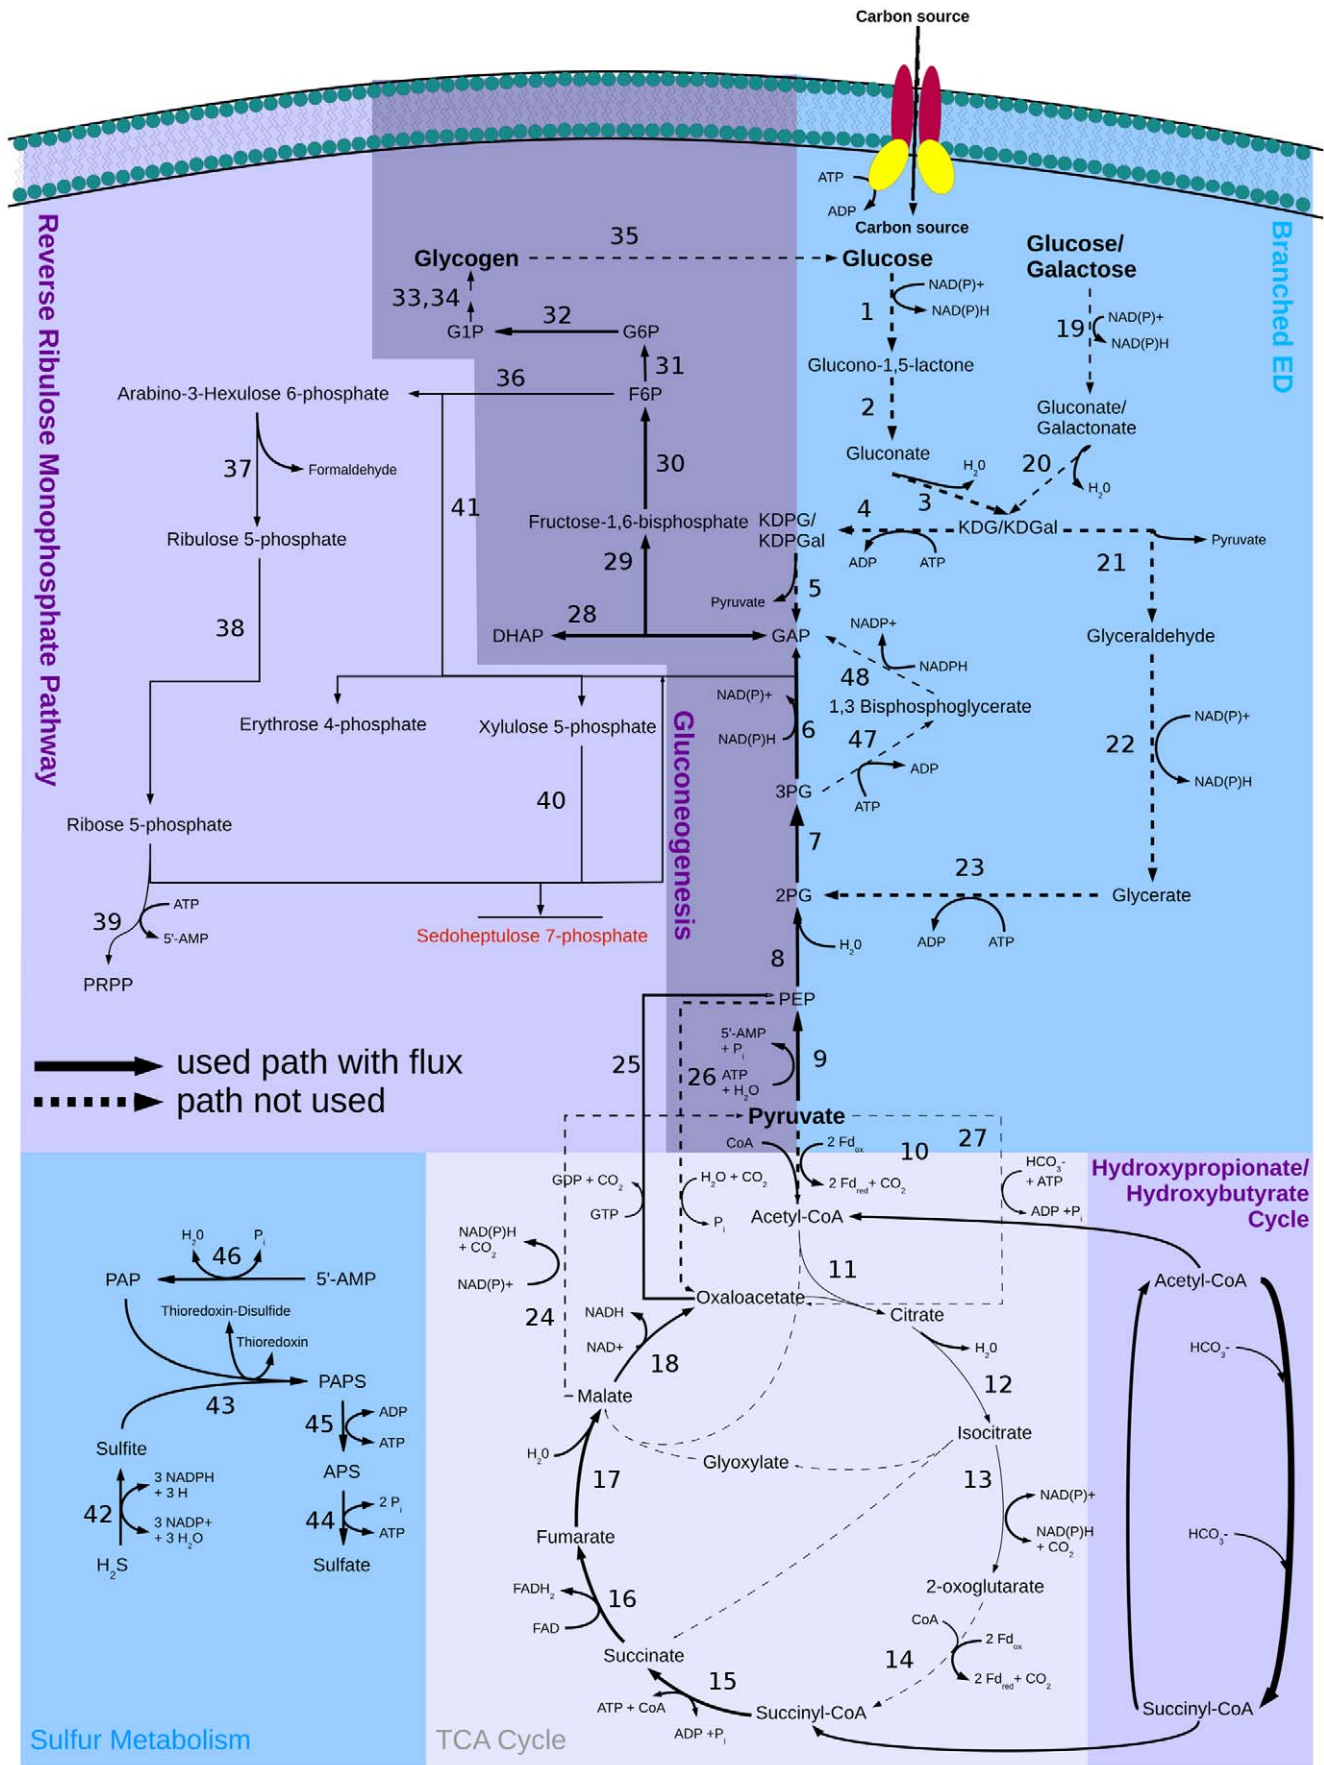 Carbon source
ATP
ADP
Carbon source
Reverse Ribulose Monophosphate Pathway
Branched ED
Glycogen
35
Glucose
Glucose/
Galactose
33,34
32
G1P
G6P
1
NAD(P)+
NAD(P)H
19
NAD(P)+
NAD(P)H
31
Glucono-1,5-lactone
Arabino-3-Hexulose 6-phosphate
36
F6P
2
Gluconate/
Galactonate
37
Formaldehyde
30
Gluconate
H₂0
20
H₂0
41
3
4
Ribulose 5-phosphate
Fructose-1,6-bisphosphate
KDPG/
KDPGal
KDG/KDGal
Pyruvate
ADP
ATP
21
29
5
Pyruvate
38
28
DHAP
GAP
NADP+
NADPH
Glyceraldehyde
48
NAD(P)+
NAD(P)H
6
1,3 Bisphosphoglycerate
Erythrose 4-phosphate
Xylulose 5-phosphate
47
ADP
ATP
22
NAD(P)+
NAD(P)H
Gluconeogenesis
40
3PG
Ribose 5-phosphate
7
23
2PG
Glycerate
39
ATP
5'-AMP
ADP
ATP
H₂0
Sedoheptulose 7-phosphate
8
PRPP
PEP
used path with flux
path not used
25
26
5'-AMP
+ Pi
ATP
+ H₂O
9
Pyruvate
27
CoA
2 Fdox
2 Fdred+ CO₂
10
HCO₃-
+ ATP
ADP +Pi
Hydroxypropionate/
Hydroxybutyrate
Cycle
GDP + CO₂
GTP
H₂O + CO₂
Pi
Acetyl-CoA
NAD(P)H
+ CO₂
NAD(P)+
H₂0
46
Pi
PAP
5'-AMP
11
Acetyl-CoA
Oxaloacetate
Citrate
24
NADH
NAD+
18
H₂0
HCO₃-
Thioredoxin-Disulfide
Thioredoxin
PAPS
43
12
Malate
45
ADP
ATP
Isocitrate
Sulfite
H₂0
Glyoxylate
17
13
APS
3 NADPH
+ 3 H
42
3 NADP+
+ 3 H₂O
44
2 Pi
ATP
NAD(P)+
NAD(P)H
+ CO₂
HCO₃-
Fumarate
H₂S
Sulfate
FADH₂
16
FAD
2-oxoglutarate
CoA
2 Fdox
2 Fdred+ CO₂
14
Succinate
15
ATP + CoA
ADP +Pi
Succinyl-CoA
Succinyl-CoA
Sulfur Metabolism
TCA Cycle